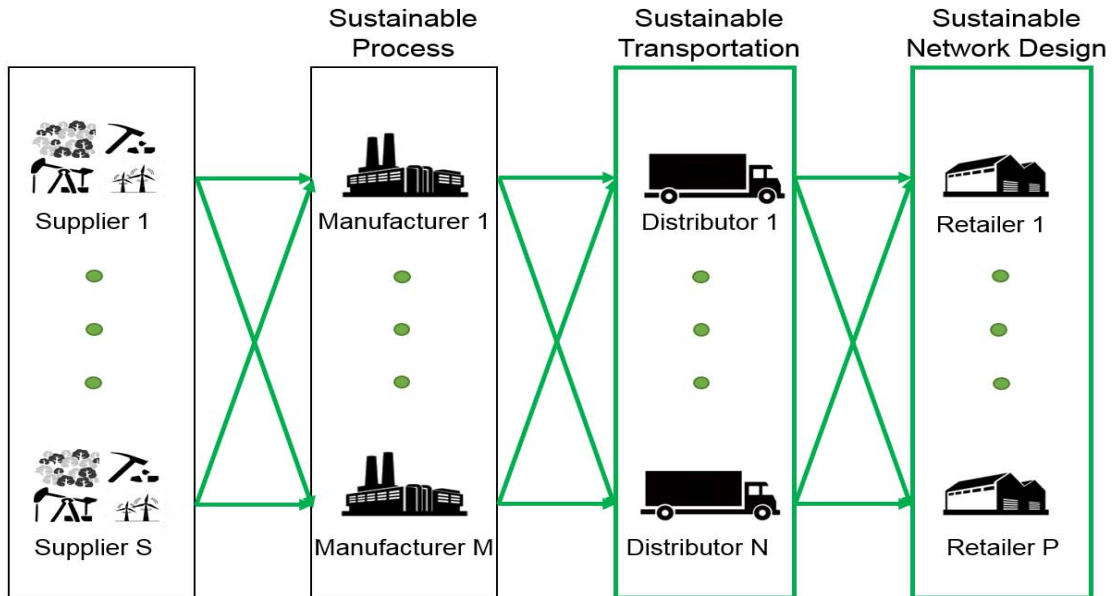 Sustainable
Process
Sustainable
Transportation
Sustainable
Network Design
Supplier 1
Manufacturer 1
Distributor 1
Retailer 1
Supplier S
Manufacturer M
Distributor N
Retailer P